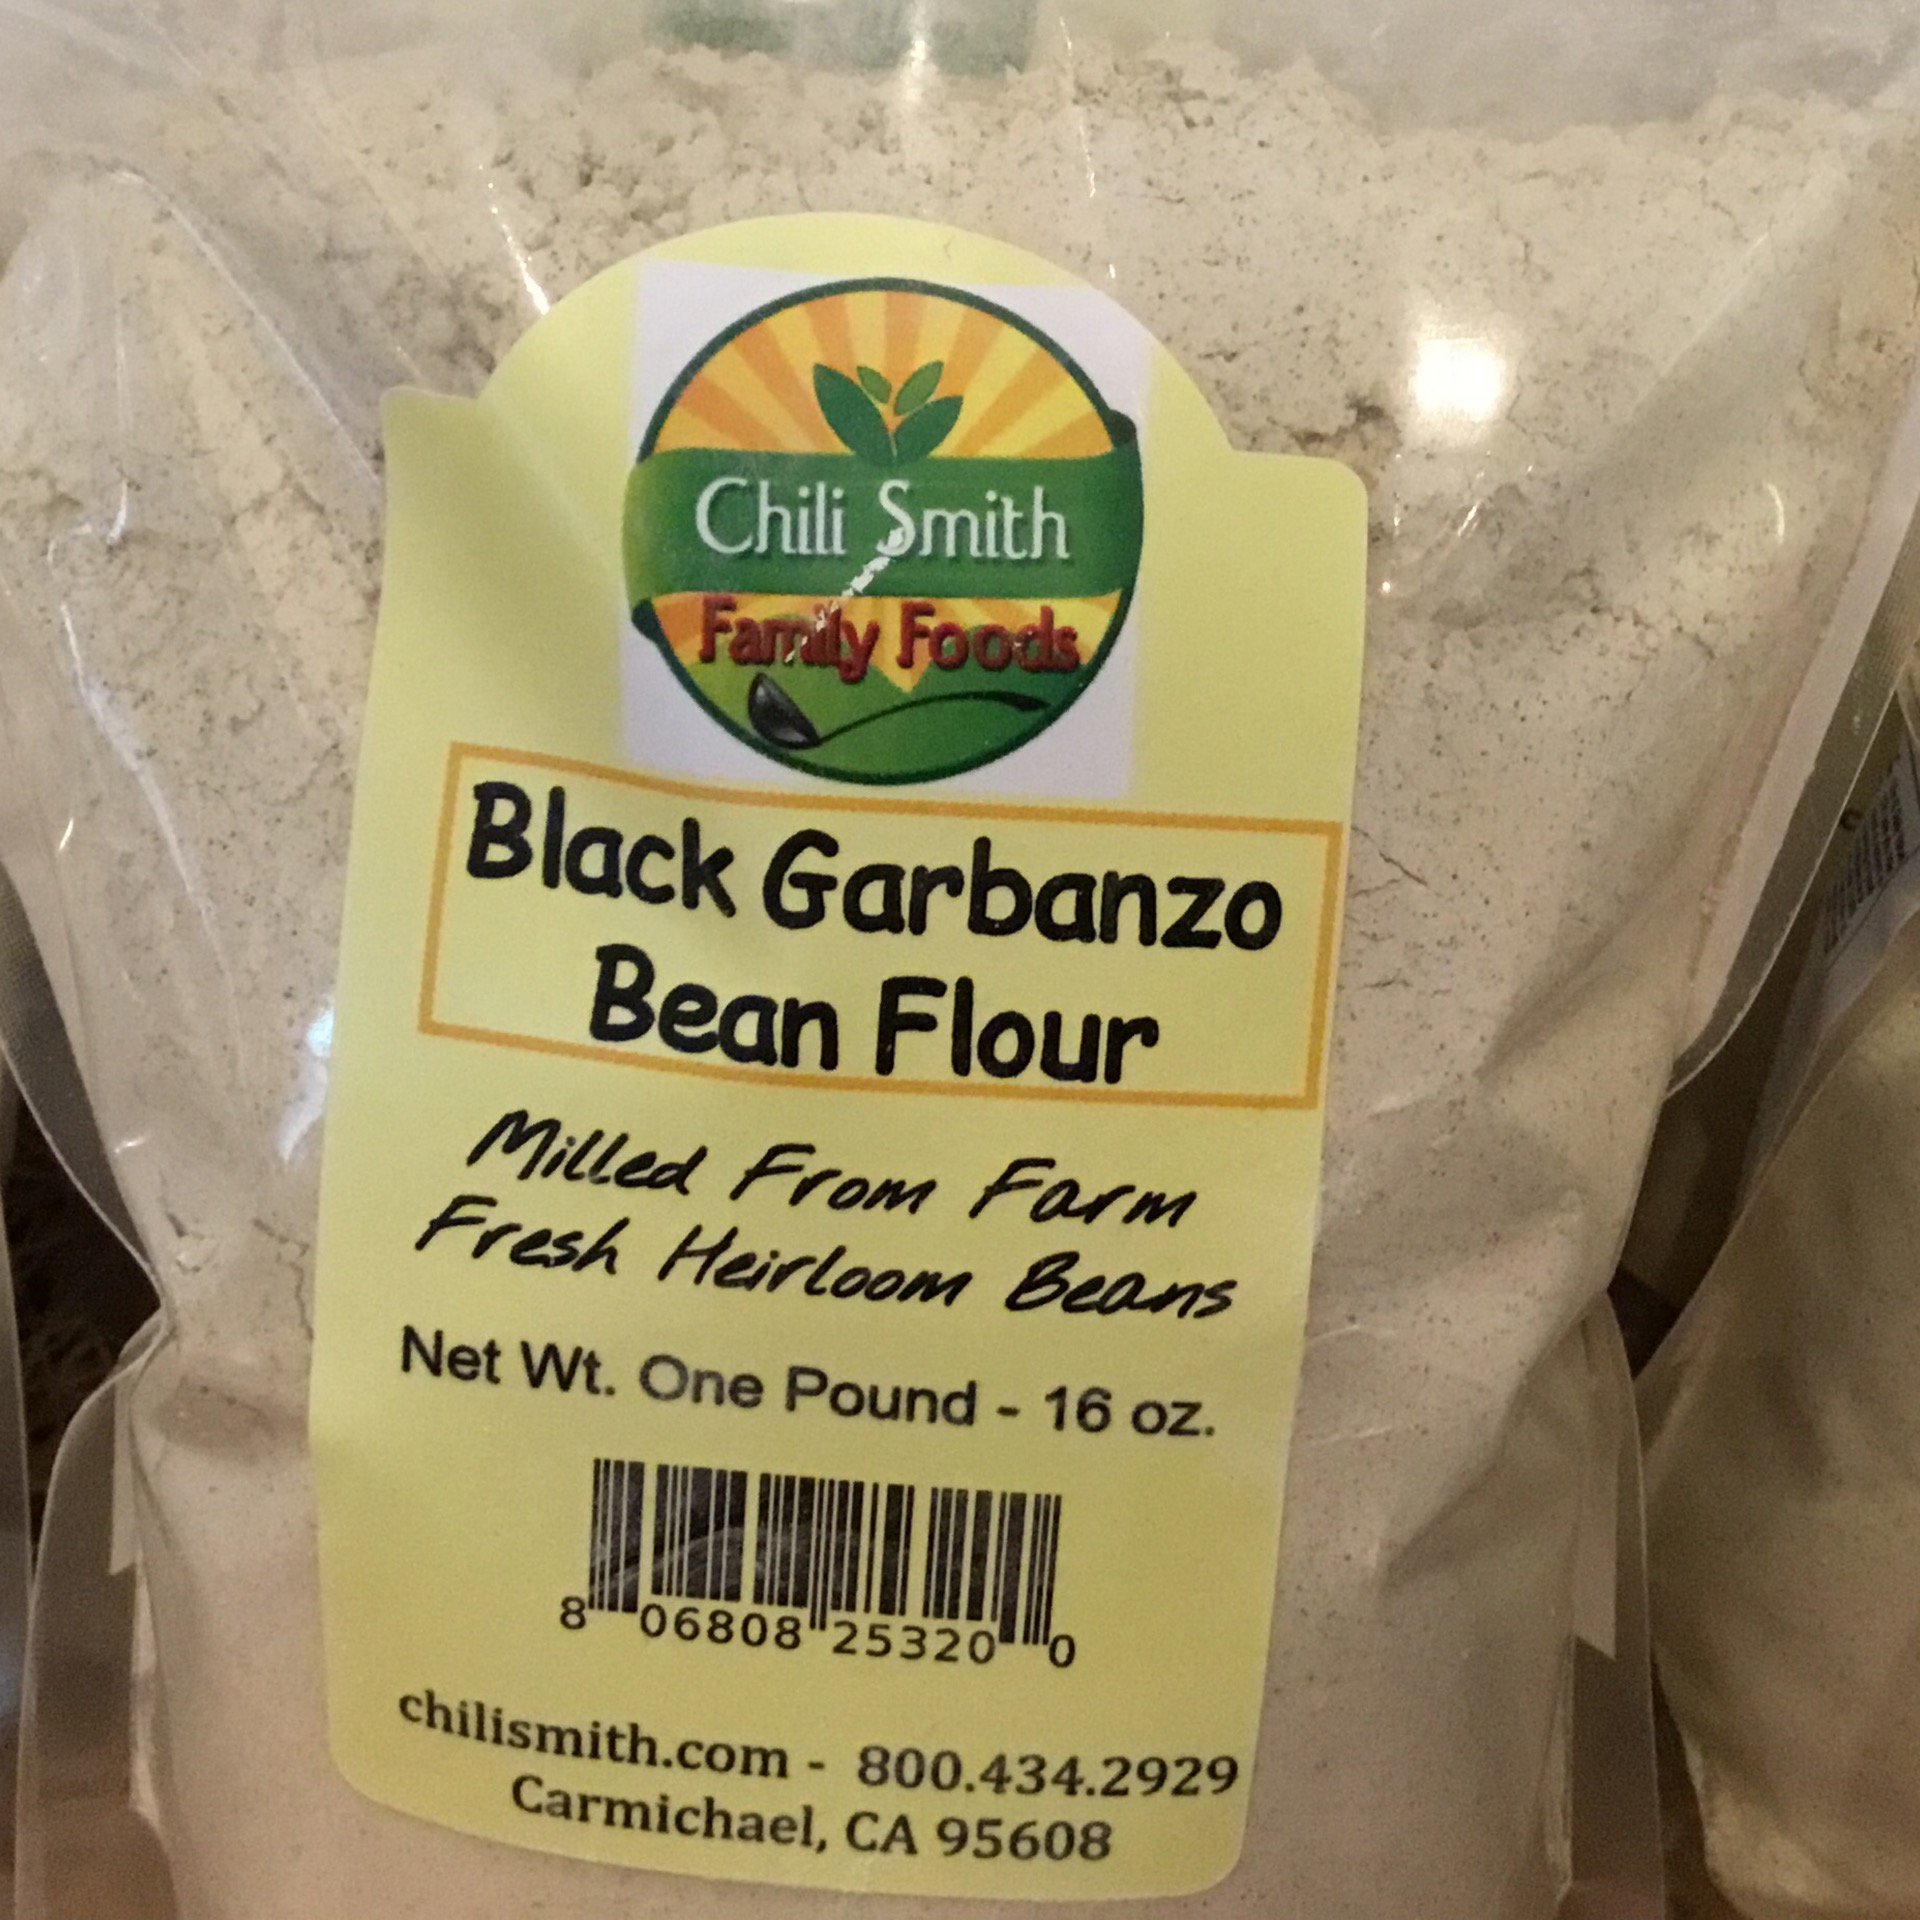 Chili Smith
Family Foods
Black Garbanzo
Bean Flour
Milled From Farm
Fresh Heirloom Beans
Net Wt. One Pound - 16 oz.
8 06808 25320 0
chilismith.com - 800.434.2929
Carmichael, CA 95608